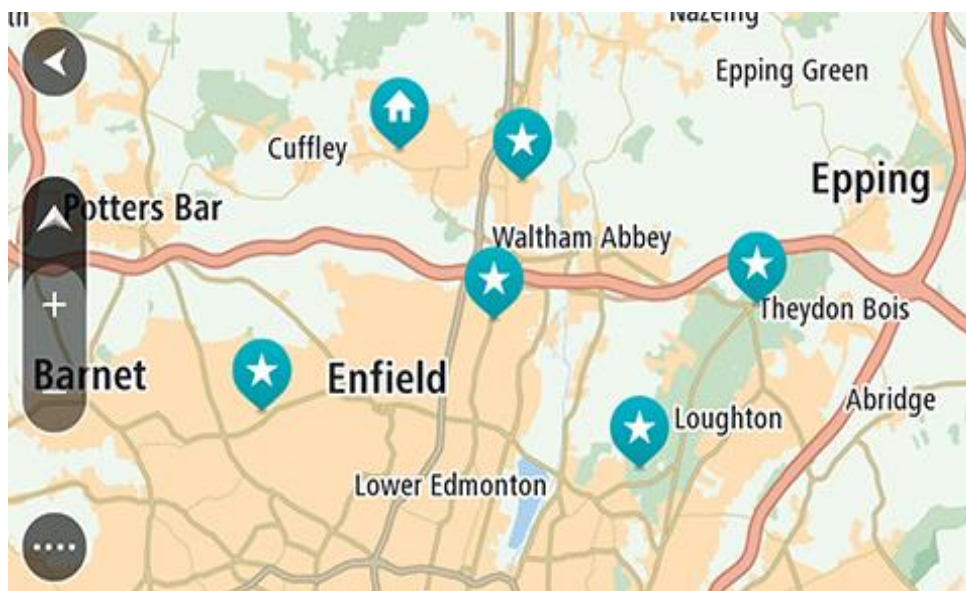 Nazeing
Epping Green
Cuffley
Epping
Potters Bar
Waltham Abbey
Theydon Bois
Barnet
Enfield
Abridge
Loughton
Lower Edmonton